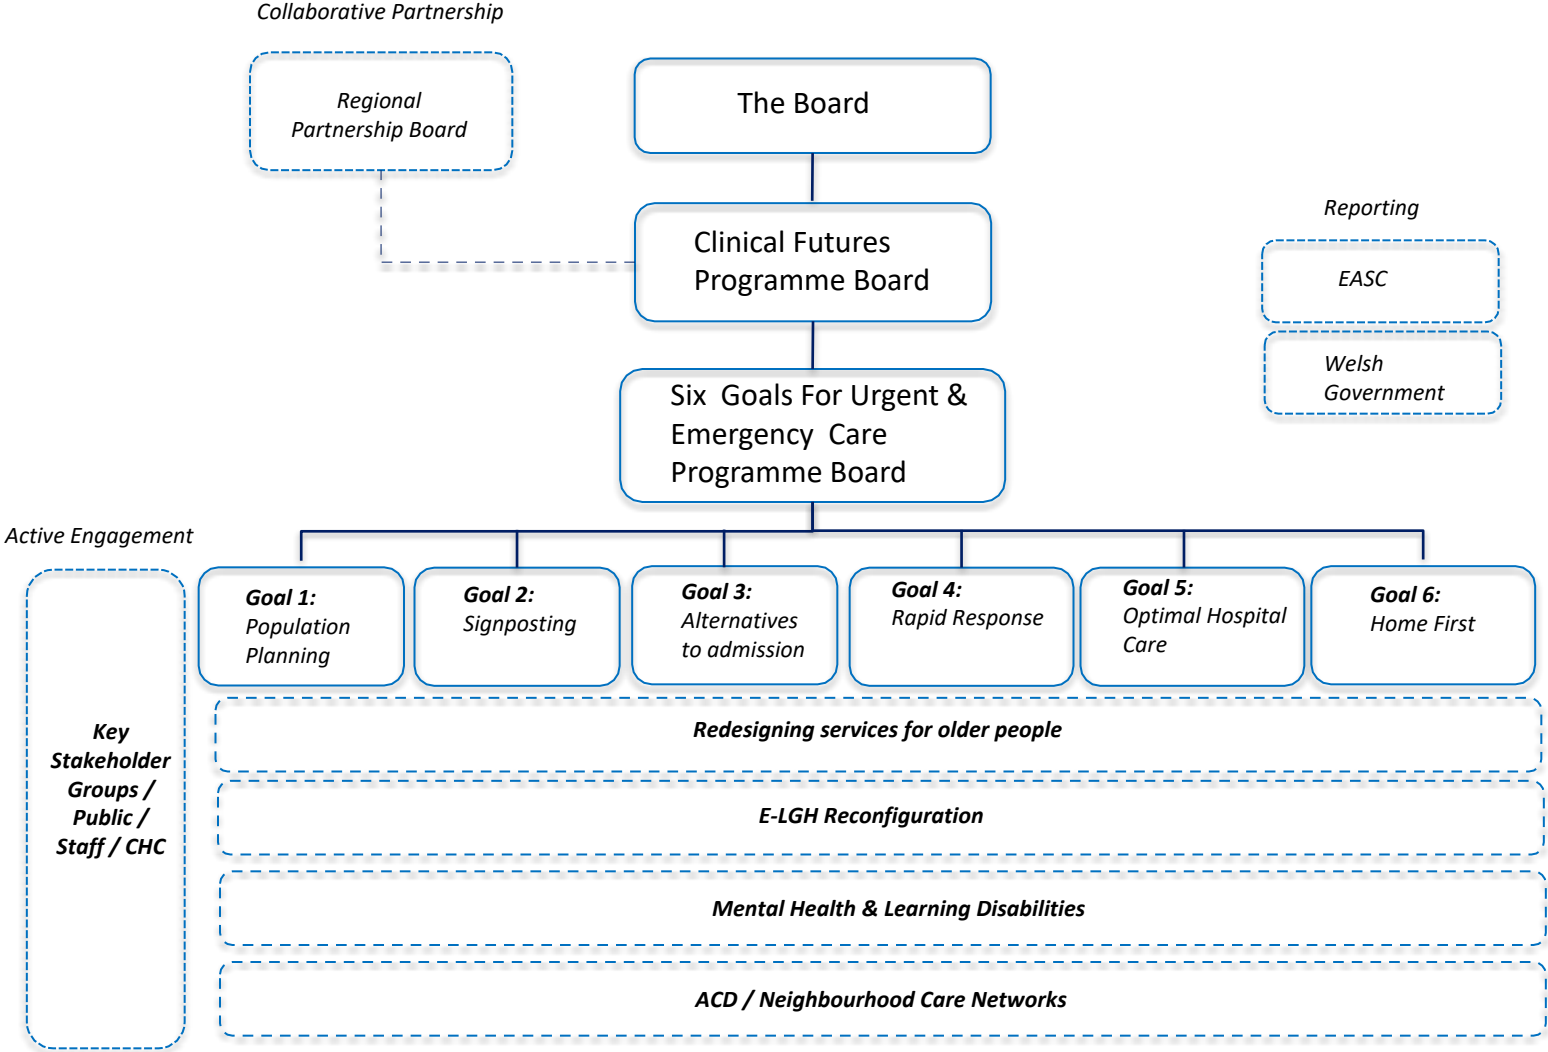 Collaborative Partnership
Regional
Partnership Board
The Board
Clinical Futures
Programme Board
Reporting
EASC
Welsh
Government
Six Goals For Urgent &
Emergency Care
Programme Board
Active Engagement
Key
Stakeholder
Groups /
Public /
Staff / CHC
Goal 1:
Population
Planning
Goal 2:
Signposting
Goal 3:
Alternatives
to admission
Goal 4:
Rapid Response
Goal 5:
Optimal Hospital
Care
Goal 6:
Home First
Redesigning services for older people
E-LGH Reconfiguration
Mental Health & Learning Disabilities
ACD / Neighbourhood Care Networks